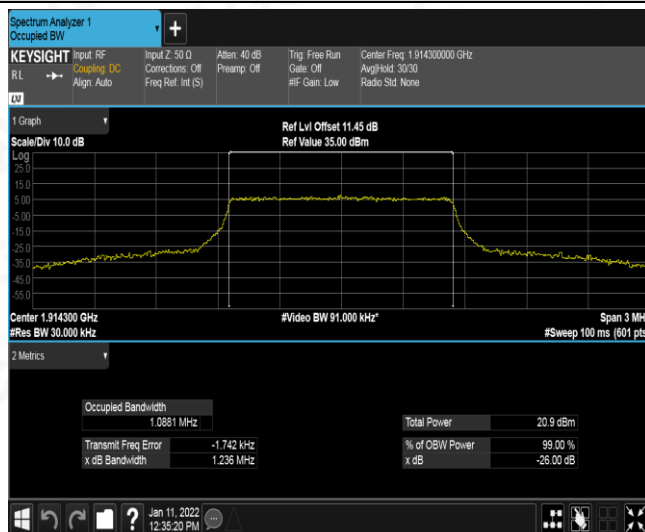 Spectrum Analyzer 1
Occupied BW
+
KEYSIGHT
RL
LXI
Input: RF
Coupling: DC
Align: Auto
Input Z: 50 Ω
Corrections: Off
Freq Ref: Int (S)
Atten: 40 dB
Preamp: Off
Trig: Free Run
Gate: Off
#IF Gain: Low
Center Freq: 1.914300000 GHz
Avg|Hold: 30/30
Radio Std: None
1 Graph
Scale/Div 10.0 dB
Ref Lvl Offset 11.45 dB
Ref Value 35.00 dBm
Log
25.0
15.0
5.00
-5.00
-15.0
-25.0
-35.0
-45.0
-55.0
Center 1.914300 GHz
#Res BW 30.000 kHz
#Video BW 91.000 kHz*
Span 3 MH
#Sweep 100 ms (601 pts
2 Metrics
Occupied Bandwidth
1.0881 MHz
Transmit Freq Error -1.742 kHz
x dB Bandwidth 1.236 MHz
Total Power 20.9 dBm
% of OBW Power 99.00 %
x dB -26.00 dB
?
Jan 11, 2022
12:35:20 PM